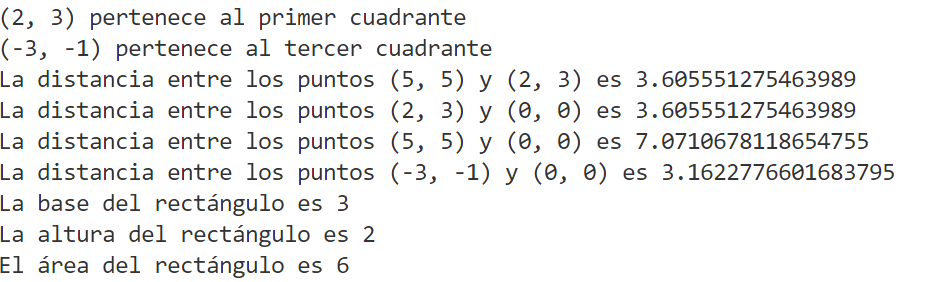 (2, 3) pertenece al primer cuadrante
(-3, -1) pertenece al tercer cuadrante
La distancia entre los puntos (5, 5) y (2, 3) es 3.605551275463989
La distancia entre los puntos (2, 3) y (0, 0) es 3.605551275463989
La distancia entre los puntos (5, 5) y (0, 0) es 7.0710678118654755
La distancia entre los puntos (-3, -1) y (0, 0) es 3.1622776601683795
La base del rectángulo es 3
La altura del rectángulo es 2
El área del rectángulo es 6